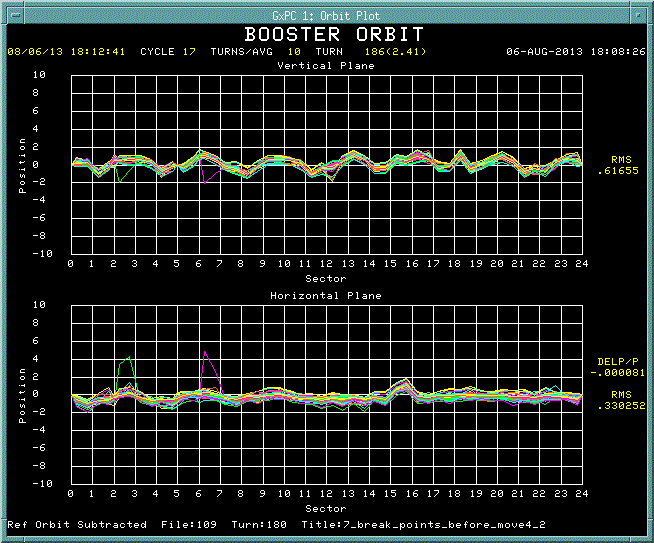 GxPC 1: Orbit Plot
BOOSTER ORBIT
08/06/13 18:12:41 CYCLE 17 TURNS/AVG 10 TURN 186(2.41) 06-AUG-2013 18:08:26
Vertical Plane
10
8
6
4
2
0
-2
-4
-6
-8
-10
Position
RMS
.61655
0 1 2 3 4 5 6 7 8 9 10 11 12 13 14 15 16 17 18 19 20 21 22 23 24
Sector
Horizontal Plane
10
8
6
4
2
0
-2
-4
-6
-8
-10
Position
DELP/P
-.000081
RMS
.330252
0 1 2 3 4 5 6 7 8 9 10 11 12 13 14 15 16 17 18 19 20 21 22 23 24
Sector
Ref Orbit Subtracted File:109 Turn:180 Title:7_break_points_before_move4_2